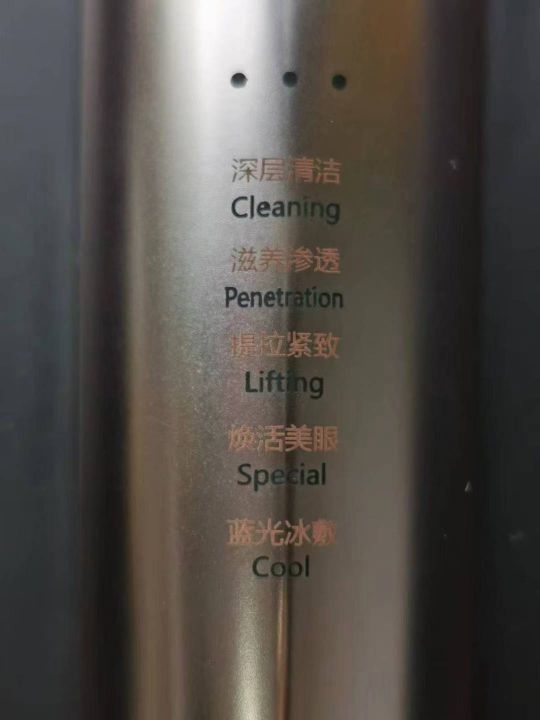 深层清洁
Cleaning
滋养渗透
Penetration
提拉紧致
Lifting
焕活美眼
Special
蓝光冰敷
Cool